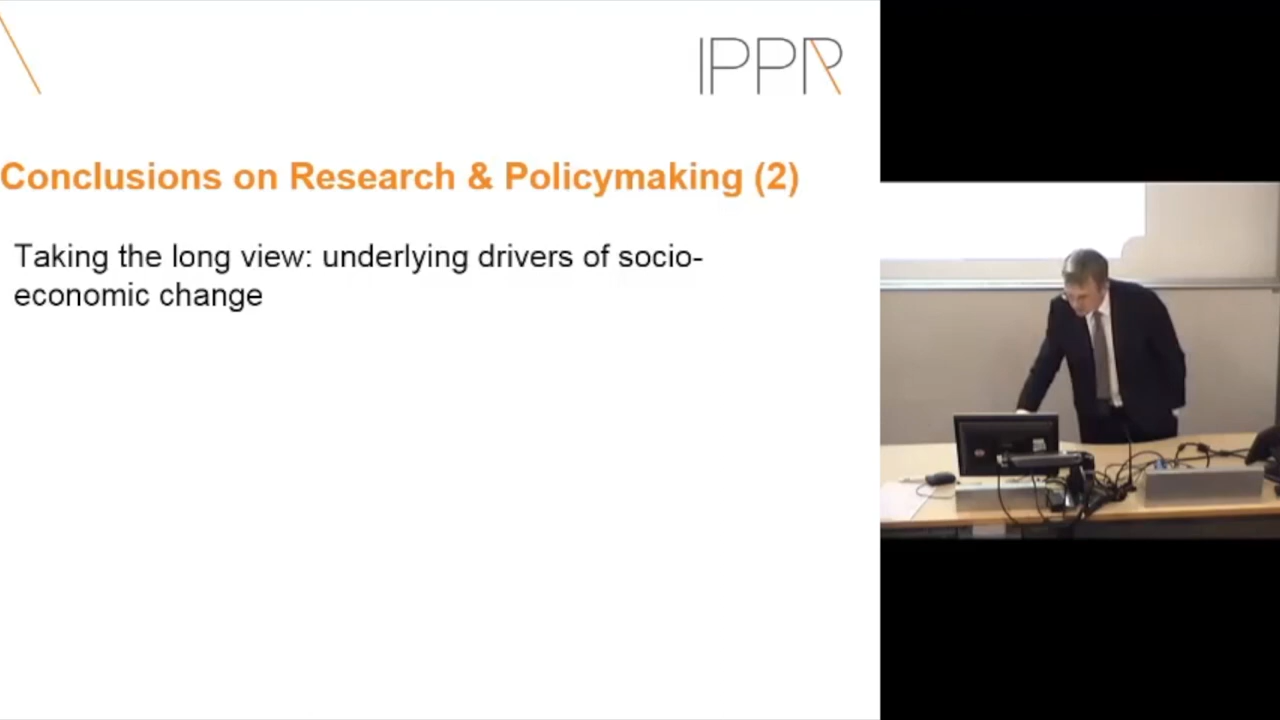 IPPR
Conclusions on Research & Policymaking (2)
Taking the long view: underlying drivers of socio-
economic change